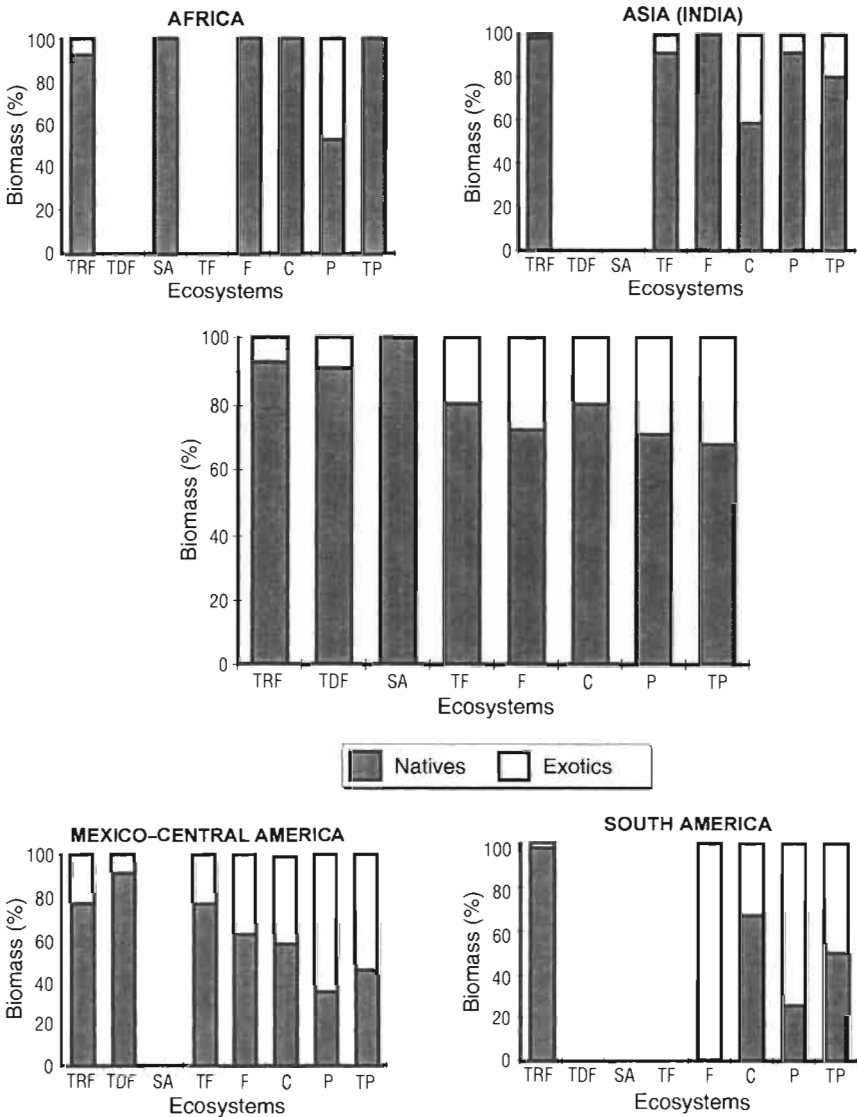 AFRICA
Biomass (%)
100
80
60
40
20
0
TRF TDF SA TF F C P TP
Ecosystems
ASIA (INDIA)
Biomass (%)
100
80
60
40
20
0
TRF TDF SA TF F C P TP
Ecosystems
Biomass (%)
100
80
60
40
20
0
TRF TDF SA TF F C P TP
Ecosystems
Natives Exotics
MEXICO–CENTRAL AMERICA
Biomass (%)
100
80
60
40
20
0
TRF TDF SA TF F C P TP
Ecosystems
SOUTH AMERICA
Biomass (%)
100
80
60
40
20
0
TRF TDF SA TF F C P TP
Ecosystems